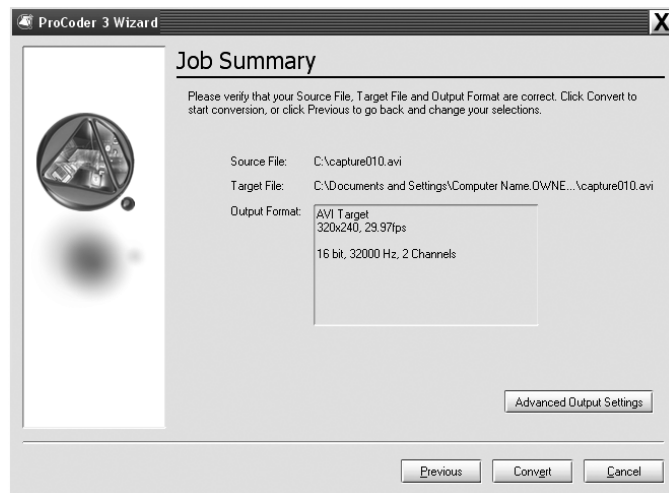 ProCoder 3 Wizard
X
Job Summary
Please verify that your Source File, Target File and Output Format are correct. Click Convert to
start conversion, or click Previous to go back and change your selections.
Source File: C:\capture010.avi
Target File: C:\Documents and Settings\Computer Name.OWNE...\capture010.avi
Output Format: AVI Target
320x240, 29.97fps
16 bit, 32000 Hz, 2 Channels
Advanced Output Settings
Previous Convert Cancel